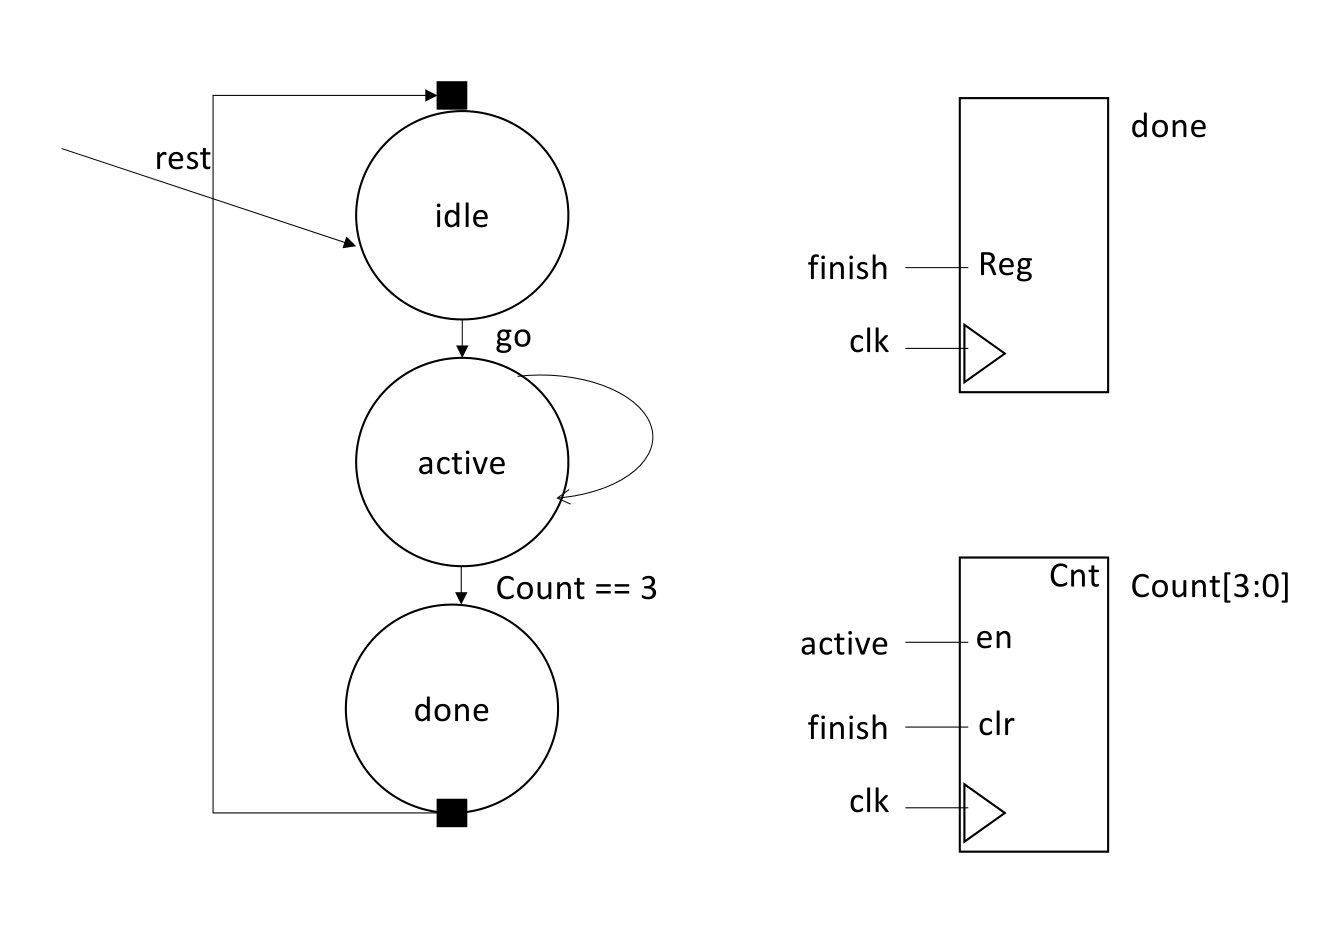 rest
idle
go
active
Count == 3
done
done
finish
Reg
clk
Cnt
Count[3:0]
active
en
finish
clr
clk